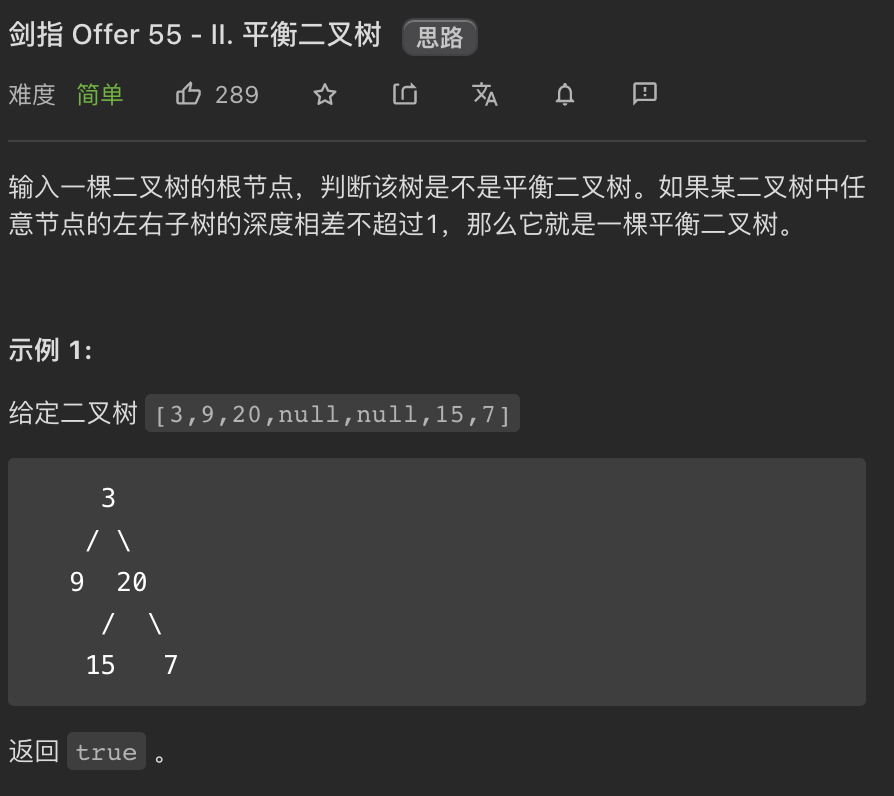 剑指 Offer 55 - II. 平衡二叉树 思路
难度 简单 289
输入一棵二叉树的根节点，判断该树是不是平衡二叉树。如果某二叉树中任
意节点的左右子树的深度相差不超过1，那么它就是一棵平衡二叉树。
示例 1:
给定二叉树 [3,9,20,null,null,15,7]
3
/ \
9 20
/ \
15 7
返回 true 。